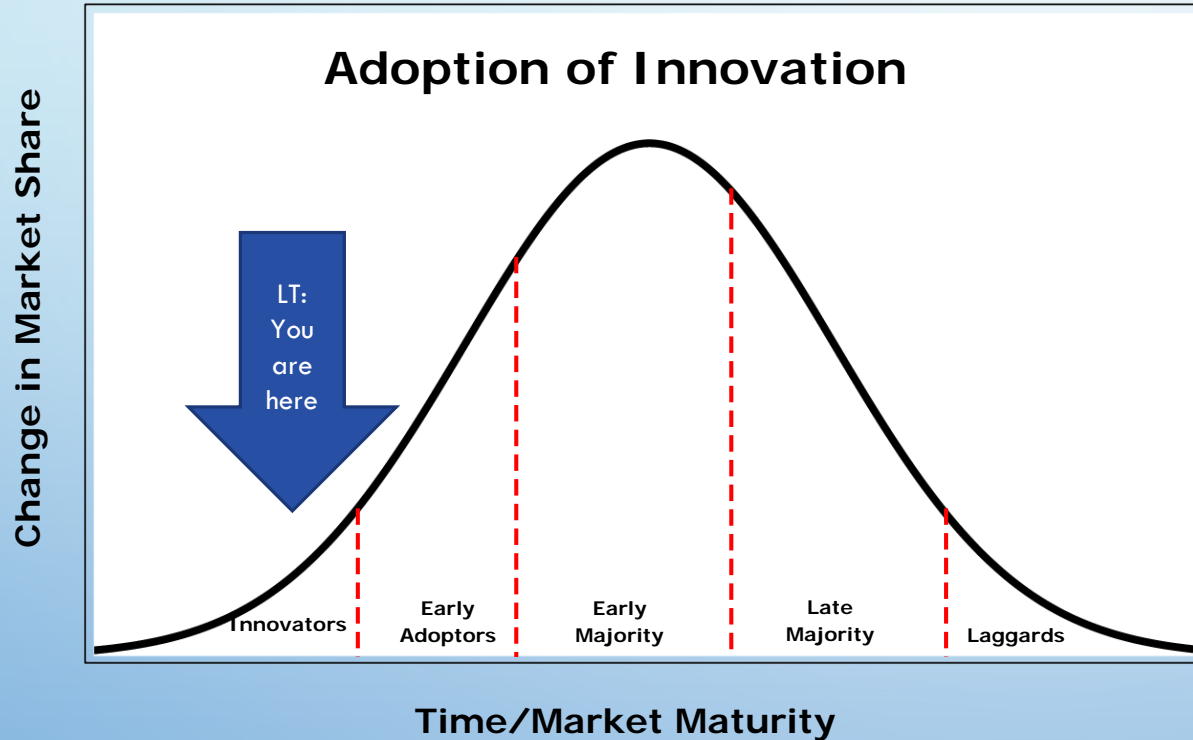 Adoption of Innovation
Change in Market Share
LT:
You
are
here
Innovators
Early
Adoptors
Early
Majority
Late
Majority
Laggards
Time/Market Maturity